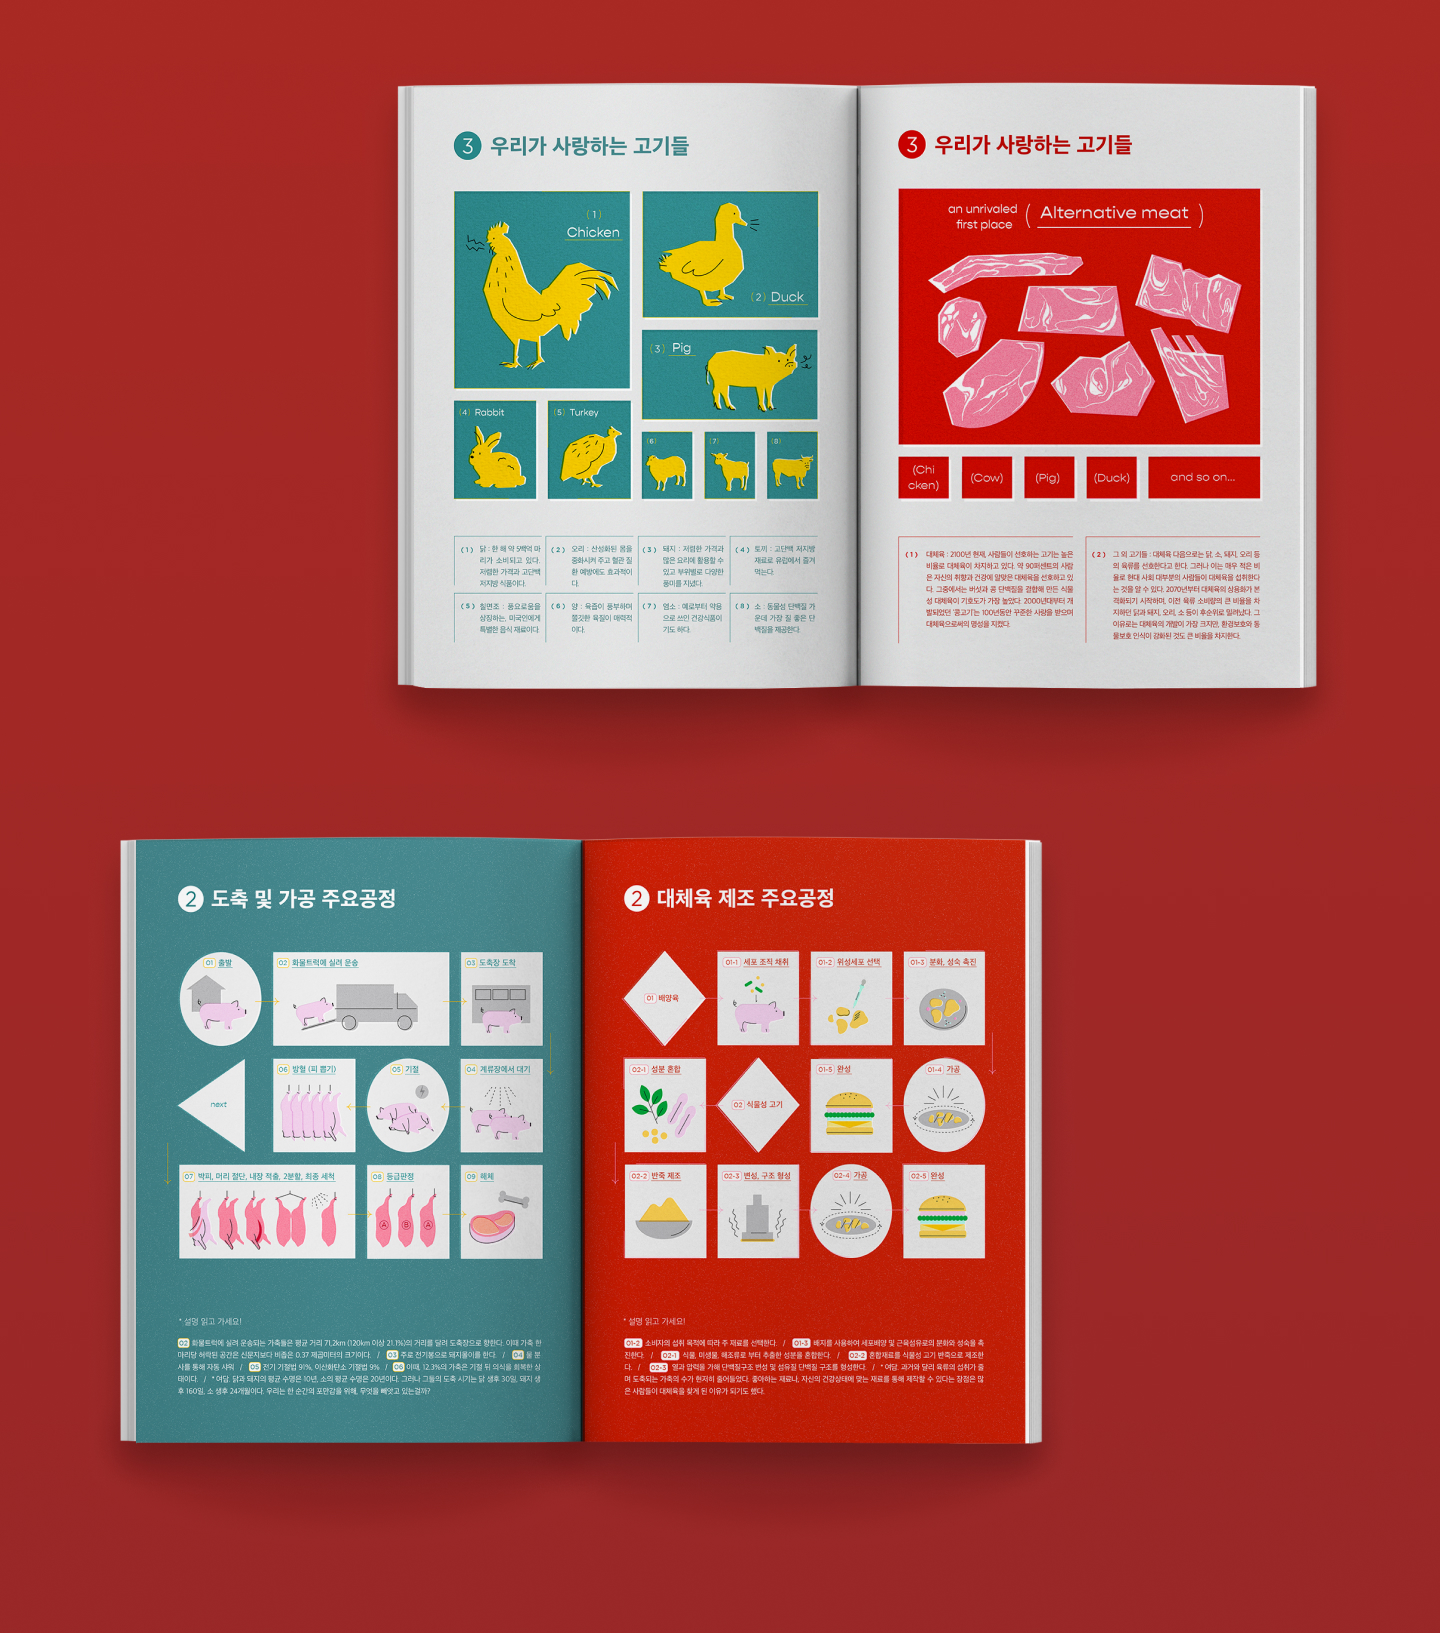 3 우리가 사랑하는 고기들
(1)
Chicken
(2) Duck
(3) Pig
(4) Rabbit
(5) Turkey
(6)
(7)
(8)
(1) 닭 : 한 해 약 5백억 마
리가 소비되고 있다.
저렴한 가격과 고단백
저지방 식품이다.
(2) 오리 : 산성화된 몸을
중화시켜 주고 혈관 질
환 예방에도 효과적이
다.
(3) 돼지 : 저렴한 가격과
많은 요리에 활용할 수
있고 부위별로 다양한
풍미를 지녔다.
(4) 토끼 : 고단백 저지방
재료로 유럽에서 즐겨
먹는다.
(5) 칠면조 : 풍요로움을
상징하는, 미국인에게
특별한 음식 재료이다.
(6) 양 : 육즙이 풍부하며
쫄깃한 육질이 매력적
이다.
(7) 염소 : 예로부터 약용
으로 쓰인 건강식품이
기도 하다.
(8) 소 : 동물성 단백질 가
운데 가장 질 좋은 단
백질을 제공한다.
3 우리가 사랑하는 고기들
an unrivaled
first place
( Alternative meat )
(Chi
cken)
(Cow)
(Pig)
(Duck)
and so on...
(1) 대체육 : 2100년 현재, 사람들이 선호하는 고기는 높은
비율로 대체육이 차지하고 있다. 약 90퍼센트의 사람
은 자신의 취향과 건강에 알맞은 대체육을 선호하고 있
다. 그중에서는 버섯과 콩 단백질을 결합해 만든 식물
성 대체육이 기호도가 가장 높았다. 2000년대부터 개
발되었던 '콩고기'는 100년동안 꾸준한 사랑을 받으며
대체육으로써의 명성을 지켰다.
(2) 그 외 고기들 : 대체육 다음으로는 닭, 소, 돼지, 오리 등
의 육류를 선호한다고 한다. 그러나 이는 매우 적은 비
율로 현대 사회 대부분의 사람들이 대체육을 섭취한다
는 것을 알 수 있다. 2070년부터 대체육의 상용화가 본
격화되기 시작하며, 이전 육류 소비량의 큰 비율을 차
지하던 닭과 돼지, 오리, 소 등이 후순위로 밀려났다. 그
이유로는 대체육의 개발이 가장 크지만, 환경보호와 동
물보호 인식이 강화된 것도 큰 비율을 차지한다.
2 도축 및 가공 주요공정
01 출발
02 화물트럭에 실려 운송
03 도축장 도착
next
06 방혈 (피 뽑기)
05 기절
04 계류장에서 대기
07 박피, 머리 절단, 내장 적출, 2분할, 최종 세척
08 등급판정
A B A
09 해체
* 설명 읽고 가세요!
02 화물트럭에 실려 운송되는 가축들은 평균 거리 71.2km (120km 이상 21.1%)의 거리를 달려 도축장으로 향한다. 이때 가축 한
마리당 허락된 공간은 신문지보다 비좁은 0.37 제곱미터의 크기이다. / 03 주로 전기봉으로 돼지몰이를 한다. / 04 물 분
사를 통해 자동 샤워 / 05 전기 기절법 91%, 이산화탄소 기절법 9% / 06 이때, 12.3%의 가축은 기절 뒤 의식을 회복한 상
태이다. / * 여담. 닭과 돼지의 평균 수명은 10년, 소의 평균 수명은 20년이다. 그러나 그들의 도축 시기는 닭 생후 30일, 돼지 생
후 160일, 소 생후 24개월이다. 우리는 한 순간의 포만감을 위해, 무엇을 빼앗고 있는걸까?
2 대체육 제조 주요공정
01 배양육
01-1 세포 조직 채취
01-2 위성세포 선택
01-3 분화, 성숙 촉진
02-1 성분 혼합
02 식물성 고기
01-5 완성
01-4 가공
02-2 반죽 제조
02-3 변성, 구조 형성
02-4 가공
02-5 완성
* 설명 읽고 가세요!
01-2 소비자의 섭취 목적에 따라 주 재료를 선택한다. / 01-3 배지를 사용하여 세포배양 및 근육섬유로의 분화와 성숙을 촉
진한다. / 02-1 식물, 미생물, 해조류로 부터 추출한 성분을 혼합한다. / 02-2 혼합재료를 식물성 고기 반죽으로 제조한
다. / 02-3 열과 압력을 가해 단백질구조 변성 및 섬유질 단백질 구조를 형성한다. / * 여담. 과거와 달리 육류의 섭취가 줄
며 도축되는 가축의 수가 현저히 줄어들었다. 좋아하는 재료나, 자신의 건강상태에 맞는 재료를 통해 제작할 수 있다는 장점은 많
은 사람들이 대체육을 찾게 된 이유가 되기도 했다.